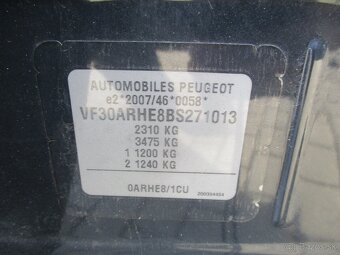 AUTOMOBILES PEUGEOT
e2*2007/46*0058*
VF30ARHE8BS271013
2310 KG
3475 KG
1 1200 KG
2 1240 KG
0ARHE8/1CU